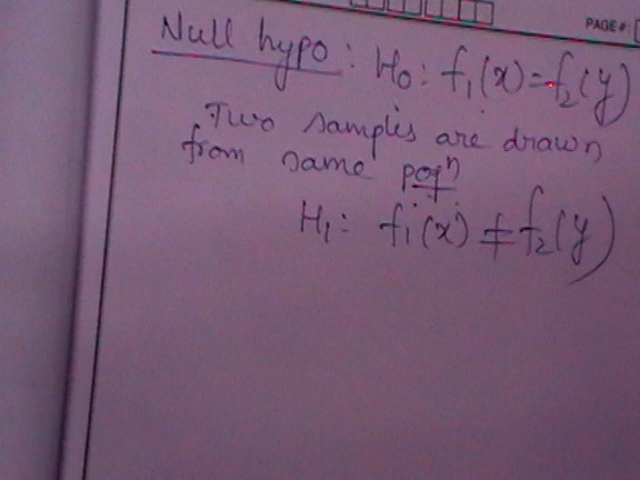 PAGE #:
Null hypo : H₀ : f₁(x) = f₂(y)
Two samples are drawn
from same popⁿ
H₁ : f₁(x) ≠ f₂(y)